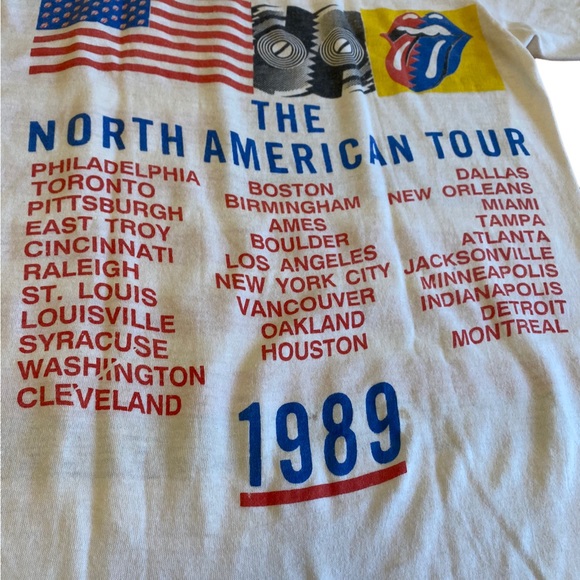 THE
NORTH AMERICAN TOUR
PHILADELPHIA
TORONTO
PITTSBURGH
EAST TROY
CINCINNATI
RALEIGH
ST. LOUIS
LOUISVILLE
SYRACUSE
WASHINGTON
CLEVELAND
BOSTON
BIRMINGHAM
AMES
BOULDER
LOS ANGELES
NEW YORK CITY
VANCOUVER
OAKLAND
HOUSTON
DALLAS
NEW ORLEANS
MIAMI
TAMPA
ATLANTA
JACKSONVILLE
MINNEAPOLIS
INDIANAPOLIS
DETROIT
MONTREAL
1989